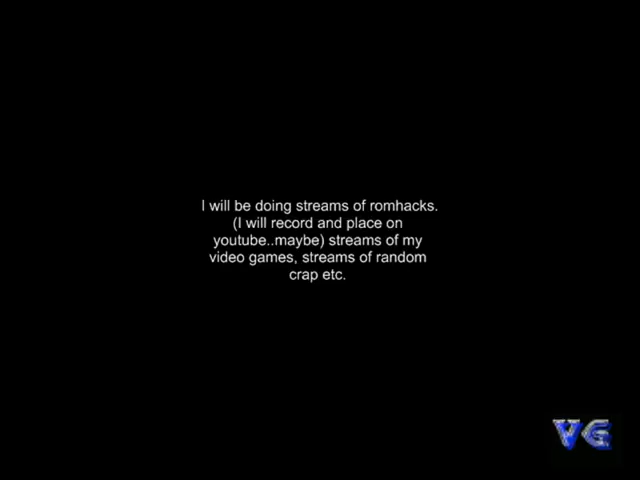 I will be doing streams of romhacks.
(I will record and place on
youtube..maybe) streams of my
video games, streams of random
crap etc.
VG